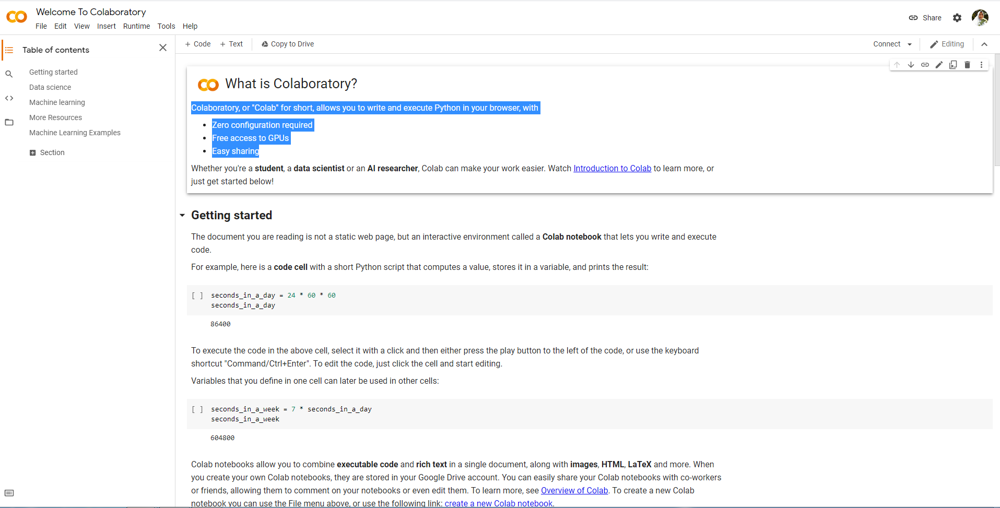 Welcome To Colaboratory
File Edit View Insert Runtime Tools Help
Share
Table of contents
Getting started
Data science
Machine learning
More Resources
Machine Learning Examples
Section
+ Code + Text Copy to Drive
Connect Editing
What is Colaboratory?
Colaboratory, or "Colab" for short, allows you to write and execute Python in your browser, with
• Zero configuration required
• Free access to GPUs
• Easy sharing
Whether you're a student, a data scientist or an AI researcher, Colab can make your work easier. Watch Introduction to Colab to learn more, or
just get started below!
Getting started
The document you are reading is not a static web page, but an interactive environment called a Colab notebook that lets you write and execute
code.
For example, here is a code cell with a short Python script that computes a value, stores it in a variable, and prints the result:
[ ] seconds_in_a_day = 24 * 60 * 60
seconds_in_a_day
86400
To execute the code in the above cell, select it with a click and then either press the play button to the left of the code, or use the keyboard
shortcut "Command/Ctrl+Enter". To edit the code, just click the cell and start editing.
Variables that you define in one cell can later be used in other cells:
[ ] seconds_in_a_week = 7 * seconds_in_a_day
seconds_in_a_week
604800
Colab notebooks allow you to combine executable code and rich text in a single document, along with images, HTML, LaTeX and more. When
you create your own Colab notebooks, they are stored in your Google Drive account. You can easily share your Colab notebooks with co-workers
or friends, allowing them to comment on your notebooks or even edit them. To learn more, see Overview of Colab. To create a new Colab
notebook you can use the File menu above, or use the following link: create a new Colab notebook.